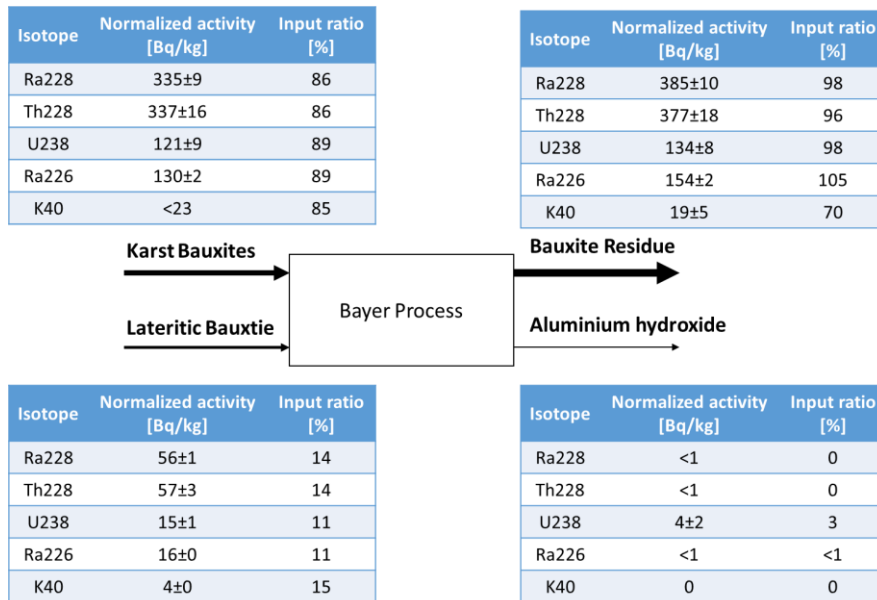 Isotope Normalized activity [Bq/kg] Input ratio [%]
Ra228 335±9 86
Th228 337±16 86
U238 121±9 89
Ra226 130±2 89
K40 <23 85
Isotope Normalized activity [Bq/kg] Input ratio [%]
Ra228 385±10 98
Th228 377±18 96
U238 134±8 98
Ra226 154±2 105
K40 19±5 70
Karst Bauxites
Bauxite Residue
Bayer Process
Lateritic Bauxtie
Aluminium hydroxide
Isotope Normalized activity [Bq/kg] Input ratio [%]
Ra228 56±1 14
Th228 57±3 14
U238 15±1 11
Ra226 16±0 11
K40 4±0 15
Isotope Normalized activity [Bq/kg] Input ratio [%]
Ra228 <1 0
Th228 <1 0
U238 4±2 3
Ra226 <1 <1
K40 0 0